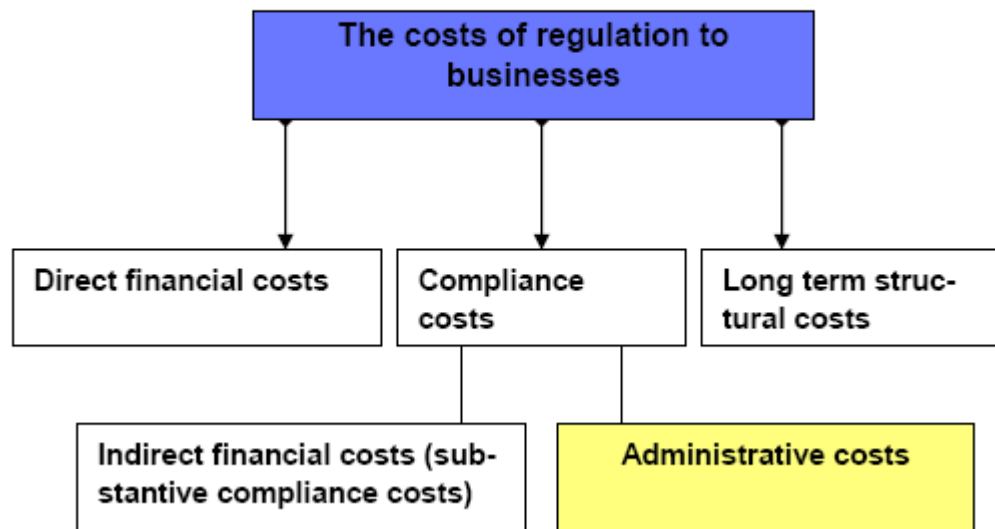 The costs of regulation to
businesses
Direct financial costs
Compliance
costs
Long term struc-
tural costs
Indirect financial costs (sub-
stantive compliance costs)
Administrative costs